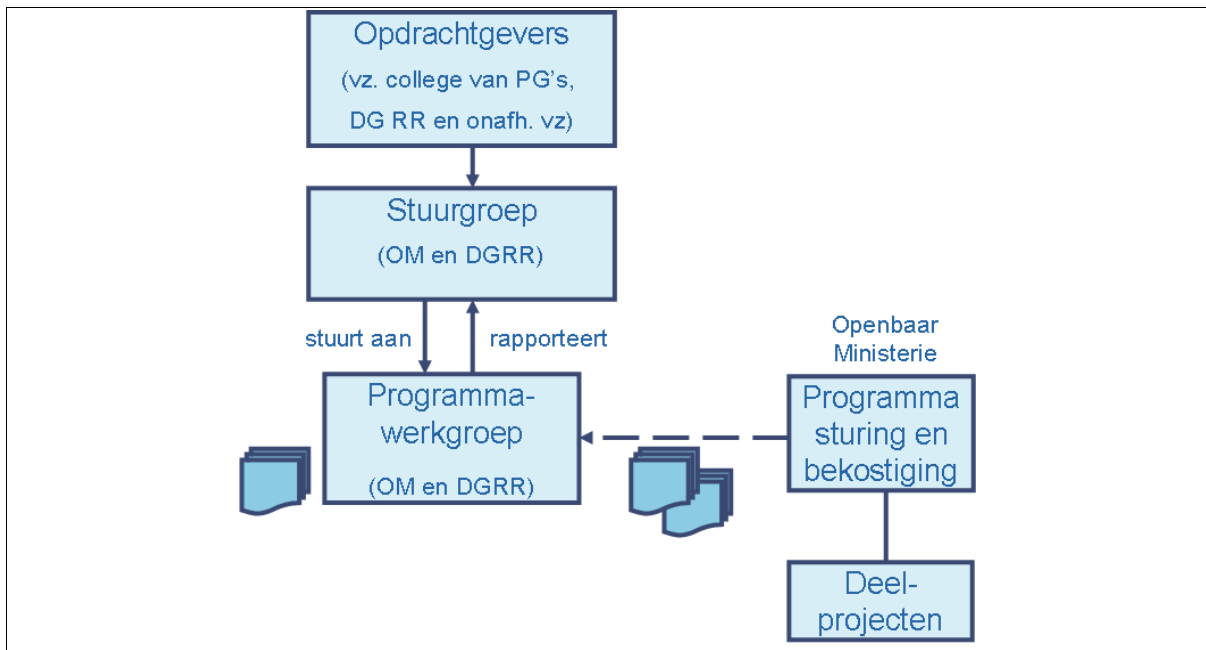 Opdrachtgevers
(vz. college van PG's,
DG RR en onafh. vz)
Stuurgroep
(OM en DGRR)
stuurt aan
rapporteert
Programma-
werkgroep
(OM en DGRR)
Openbaar
Ministerie
Programma
sturing en
bekostiging
Deel-
projecten